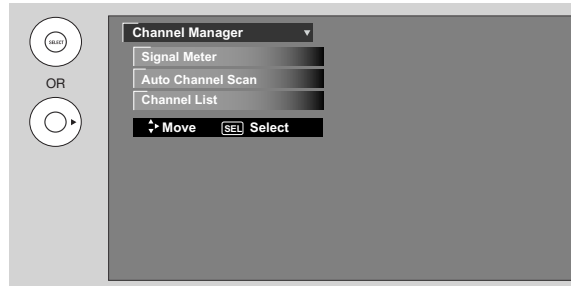 SELECT
OR
Channel Manager
Signal Meter
Auto Channel Scan
Channel List
Move SEL Select